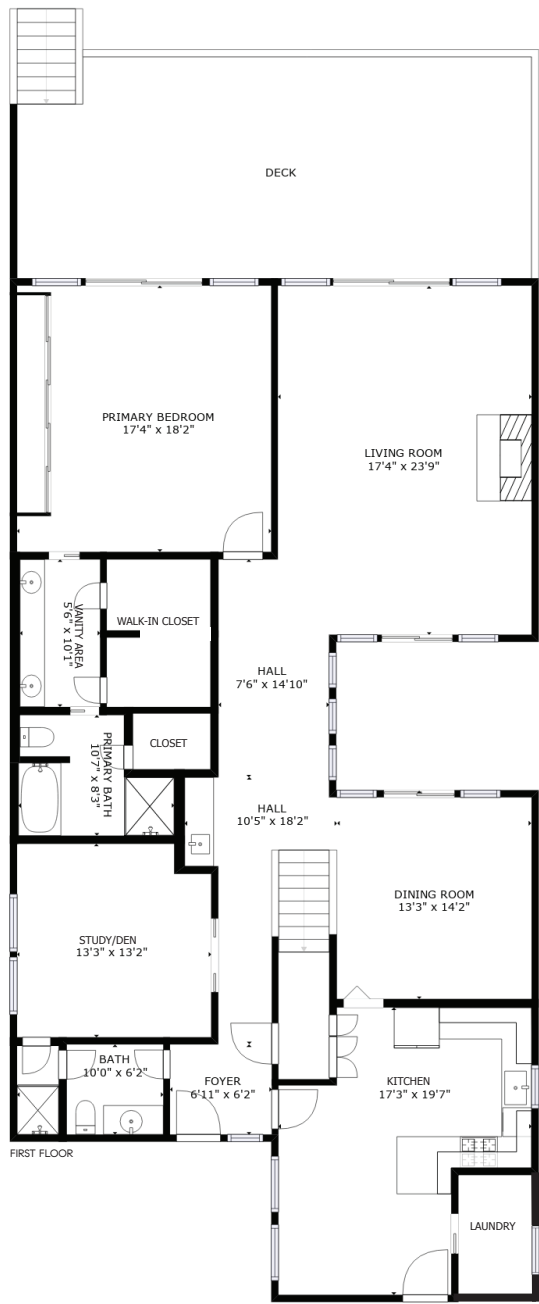 DECK
PRIMARY BEDROOM
17'4" x 18'2"
LIVING ROOM
17'4" x 23'9"
VANITY AREA
5'6" x 10'1"
WALK-IN CLOSET
HALL
7'6" x 14'10"
PRIMARY BATH
10'7" x 8'3"
CLOSET
HALL
10'5" x 18'2"
DINING ROOM
13'3" x 14'2"
STUDY/DEN
13'3" x 13'2"
BATH
10'0" x 6'2"
FOYER
6'11" x 6'2"
KITCHEN
17'3" x 19'7"
FIRST FLOOR
LAUNDRY